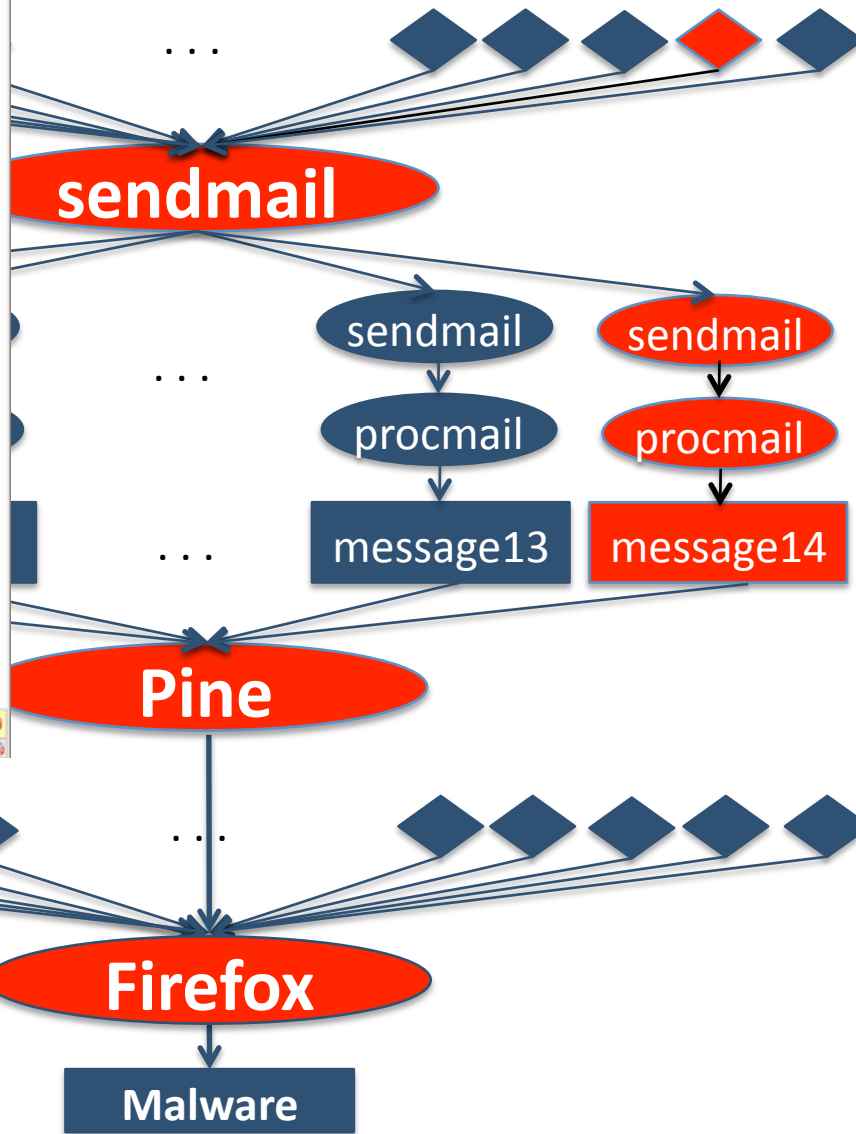 . . .
sendmail
sendmail sendmail
. . .
procmail procmail
message13 message14
. . .
Pine
. . .
Firefox
Malware